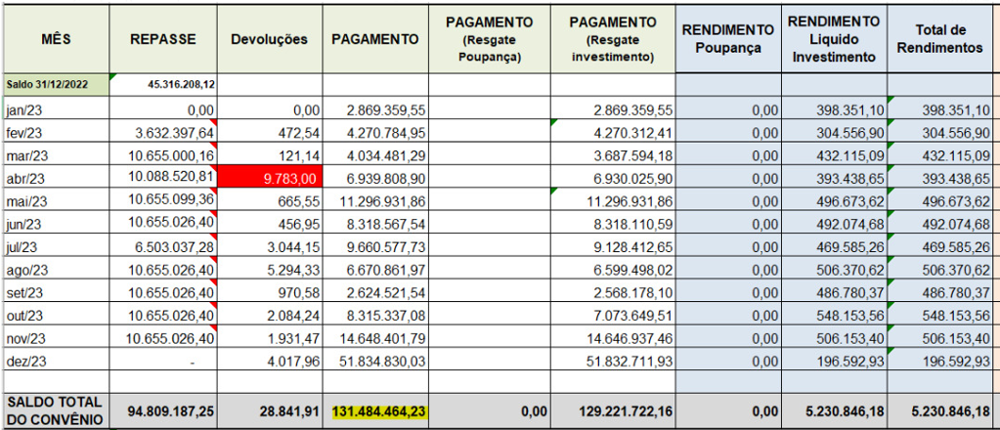 MÊS REPASSE Devoluções PAGAMENTO PAGAMENTO (Resgate Poupança) PAGAMENTO (Resgate investimento) RENDIMENTO Poupança RENDIMENTO Liquido Investimento Total de Rendimentos
Saldo 31/12/2022 45.316.208,12
jan/23 0,00 0,00 2.869.359,55 2.869.359,55 0,00 398.351,10 398.351,10
fev/23 3.632.397,64 472,54 4.270.784,95 4.270.312,41 0,00 304.556,90 304.556,90
mar/23 10.655.000,16 121,14 4.034.481,29 3.687.594,18 0,00 432.115,09 432.115,09
abr/23 10.088.520,81 9.783,00 6.939.808,90 6.930.025,90 0,00 393.438,65 393.438,65
mai/23 10.655.099,36 665,55 11.296.931,86 11.296.931,86 0,00 496.673,62 496.673,62
jun/23 10.655.026,40 456,95 8.318.567,54 8.318.110,59 0,00 492.074,68 492.074,68
jul/23 6.503.037,28 3.044,15 9.660.577,73 9.128.412,65 0,00 469.585,26 469.585,26
ago/23 10.655.026,40 5.294,33 6.670.861,97 6.599.498,02 0,00 506.370,62 506.370,62
set/23 10.655.026,40 970,58 2.624.521,54 2.568.178,10 0,00 486.780,37 486.780,37
out/23 10.655.026,40 2.084,24 8.315.337,08 7.073.649,51 0,00 548.153,56 548.153,56
nov/23 10.655.026,40 1.931,47 14.648.401,79 14.646.937,46 0,00 506.153,40 506.153,40
dez/23 - 4.017,96 51.834.830,03 51.832.711,93 0,00 196.592,93 196.592,93
SALDO TOTAL DO CONVÊNIO 94.809.187,25 28.841,91 131.484.464,23 0,00 129.221.722,16 0,00 5.230.846,18 5.230.846,18